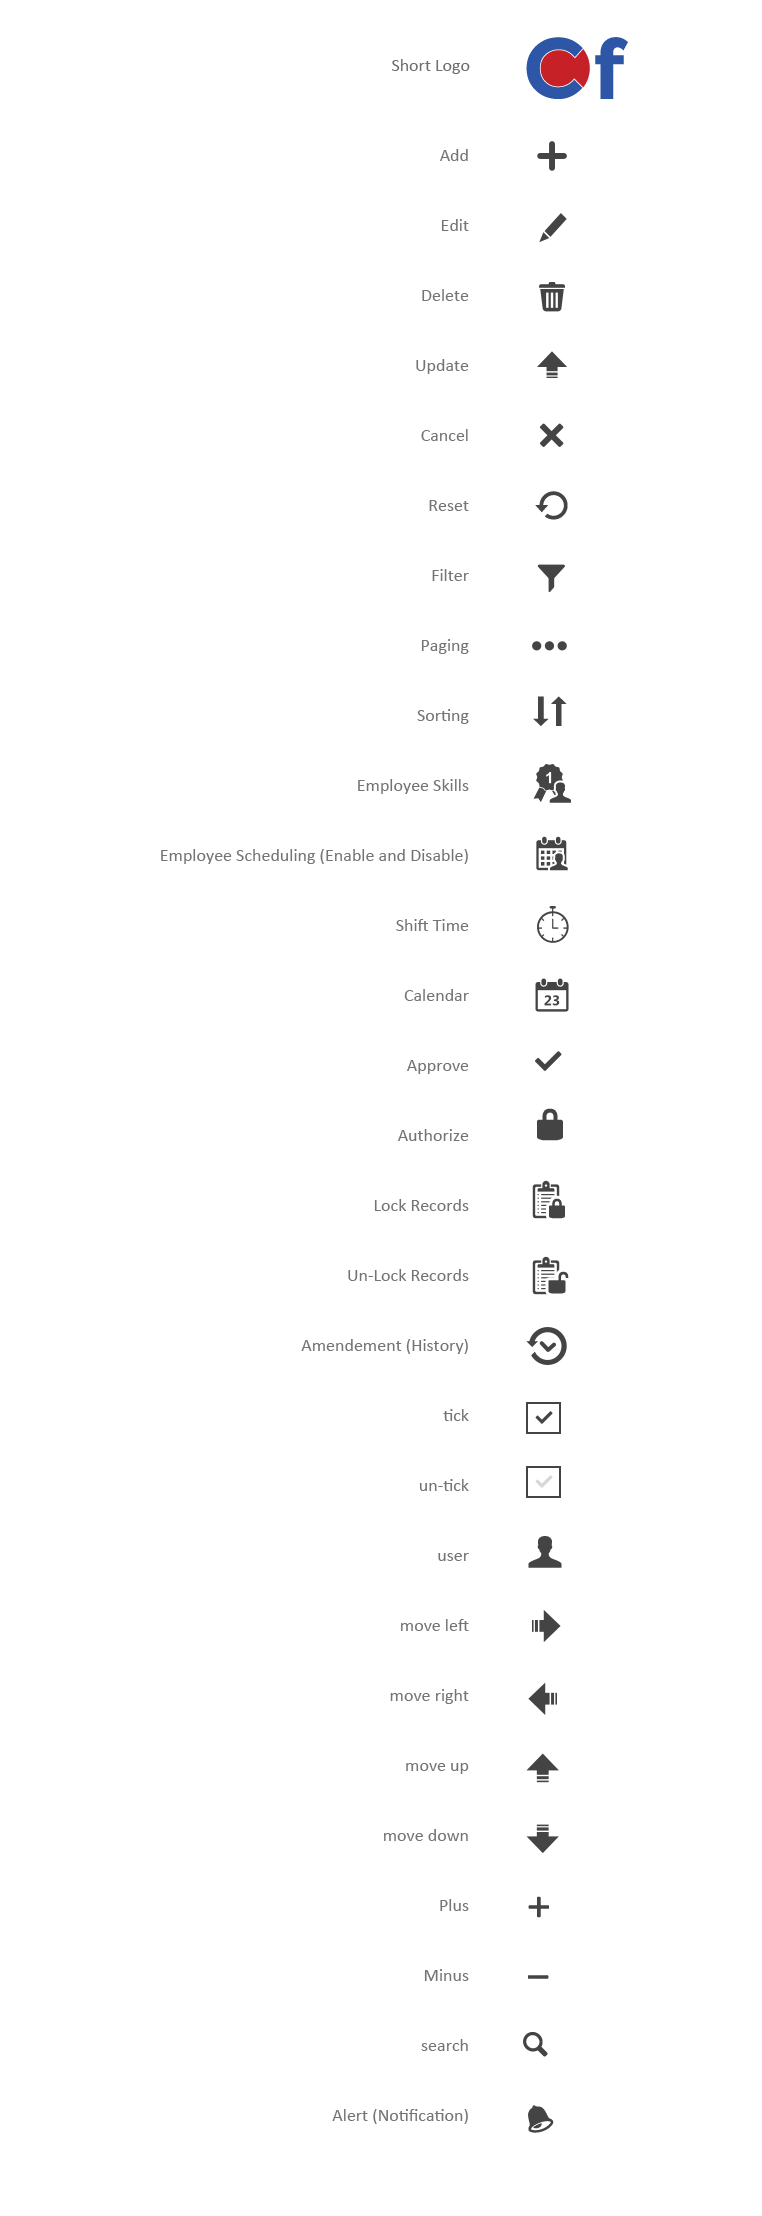 Short Logo Cf
Add
Edit
Delete
Update
Cancel
Reset
Filter
Paging
Sorting
Employee Skills 1
Employee Scheduling (Enable and Disable)
Shift Time
Calendar 23
Approve
Authorize
Lock Records
Un-Lock Records
Amendement (History)
tick
un-tick
user
move left
move right
move up
move down
Plus
Minus
search
Alert (Notification)